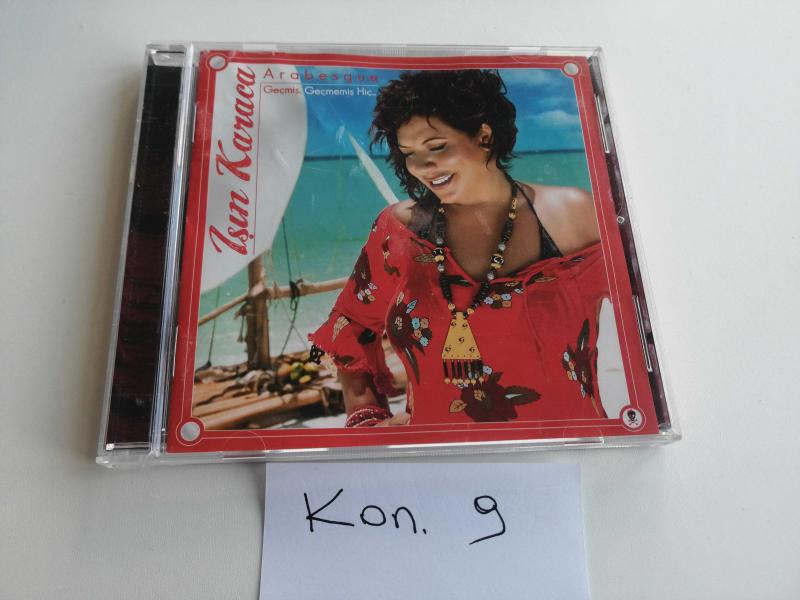 Işın Karaca
Arabesque
Geçmiş, Geçmemiş Hiç..
Kon. 9